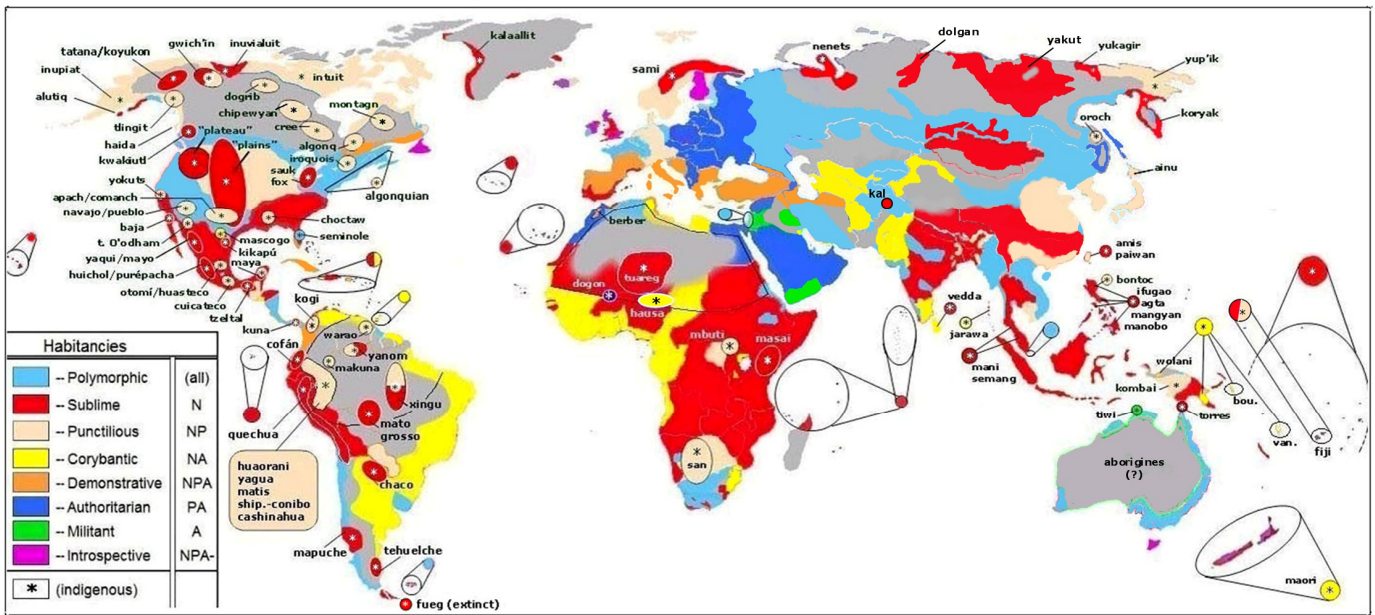 tatana/koyukon
gwich'in
inuvialuit
inupiat
alutiq
intuit
dogrib
chipewyan
montagn
cree
tlingit
haida
kwakiutl
"plateau"
"plains"
algonq
iroquois
sauk
fox
algonquian
yokuts
apach/comanch
navajo/pueblo
baja
t. O'odham
yaqui/mayo
huichol/purépacha
otomí/huasteco
cuicateco
tzeltal
mascogo
kikapú
maya
choctaw
seminole
kalaallit
sami
nenets
dolgan
yakut
yukagir
yup'ik
koryak
oroch
ainu
kal
berber
tuareg
dogon
hausa
mbuti
masai
san
vedda
jarawa
mani
semang
amis
paiwan
bontoc
ifugao
agta
mangyan
manobo
wolani
kombai
tiwi
torres
bou.
van.
fiji
aborigines
(?)
maori
kogi
kuna
warao
cofán
yanom
makuna
xingu
mato
grosso
quechua
huaorani
yagua
matis
ship.-conibo
cashinahua
chaco
mapuche
tehuelche
fueg (extinct)
Habitancies
-- Polymorphic (all)
-- Sublime N
-- Punctilious NP
-- Corybantic NA
-- Demonstrative NPA
-- Authoritarian PA
-- Militant A
-- Introspective NPA-
* (indigenous)